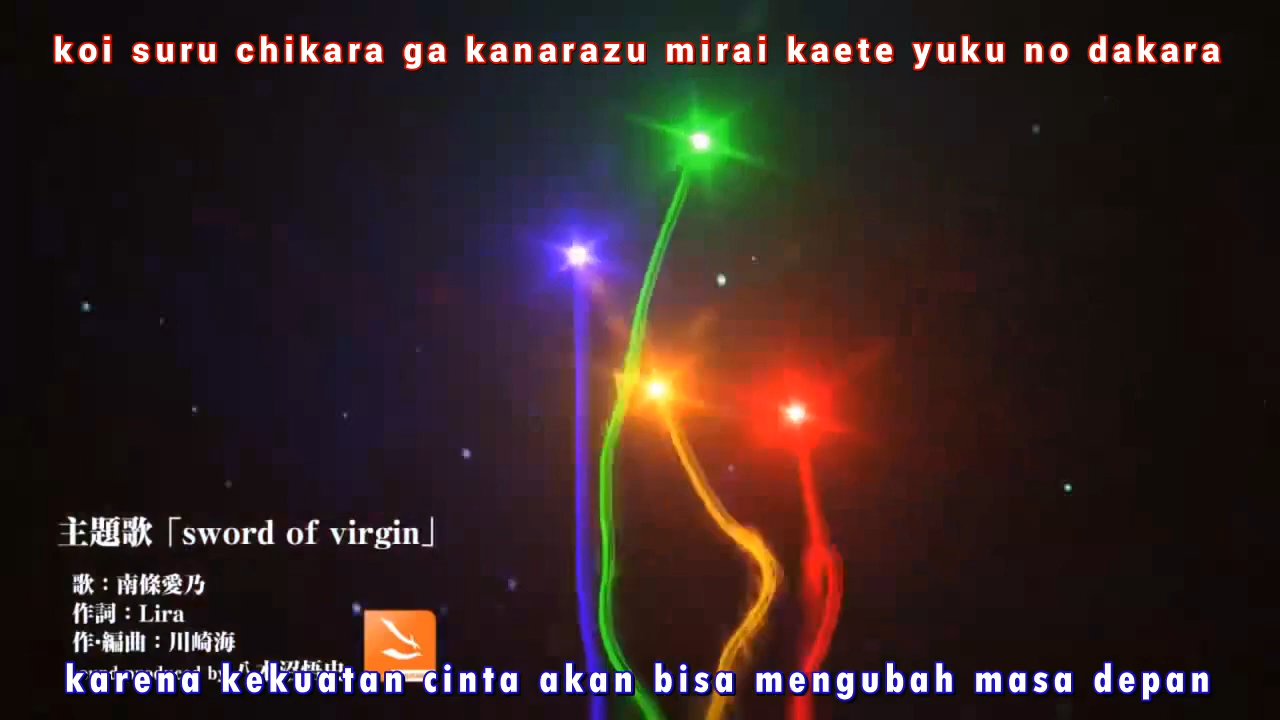 koi suru chikara ga kanarazu mirai kaete yuku no dakara
主題歌「sword of virgin」
歌：南條愛乃
作詞：Lira
作・編曲：川崎海
karena kekuatan cinta akan bisa mengubah masa depan